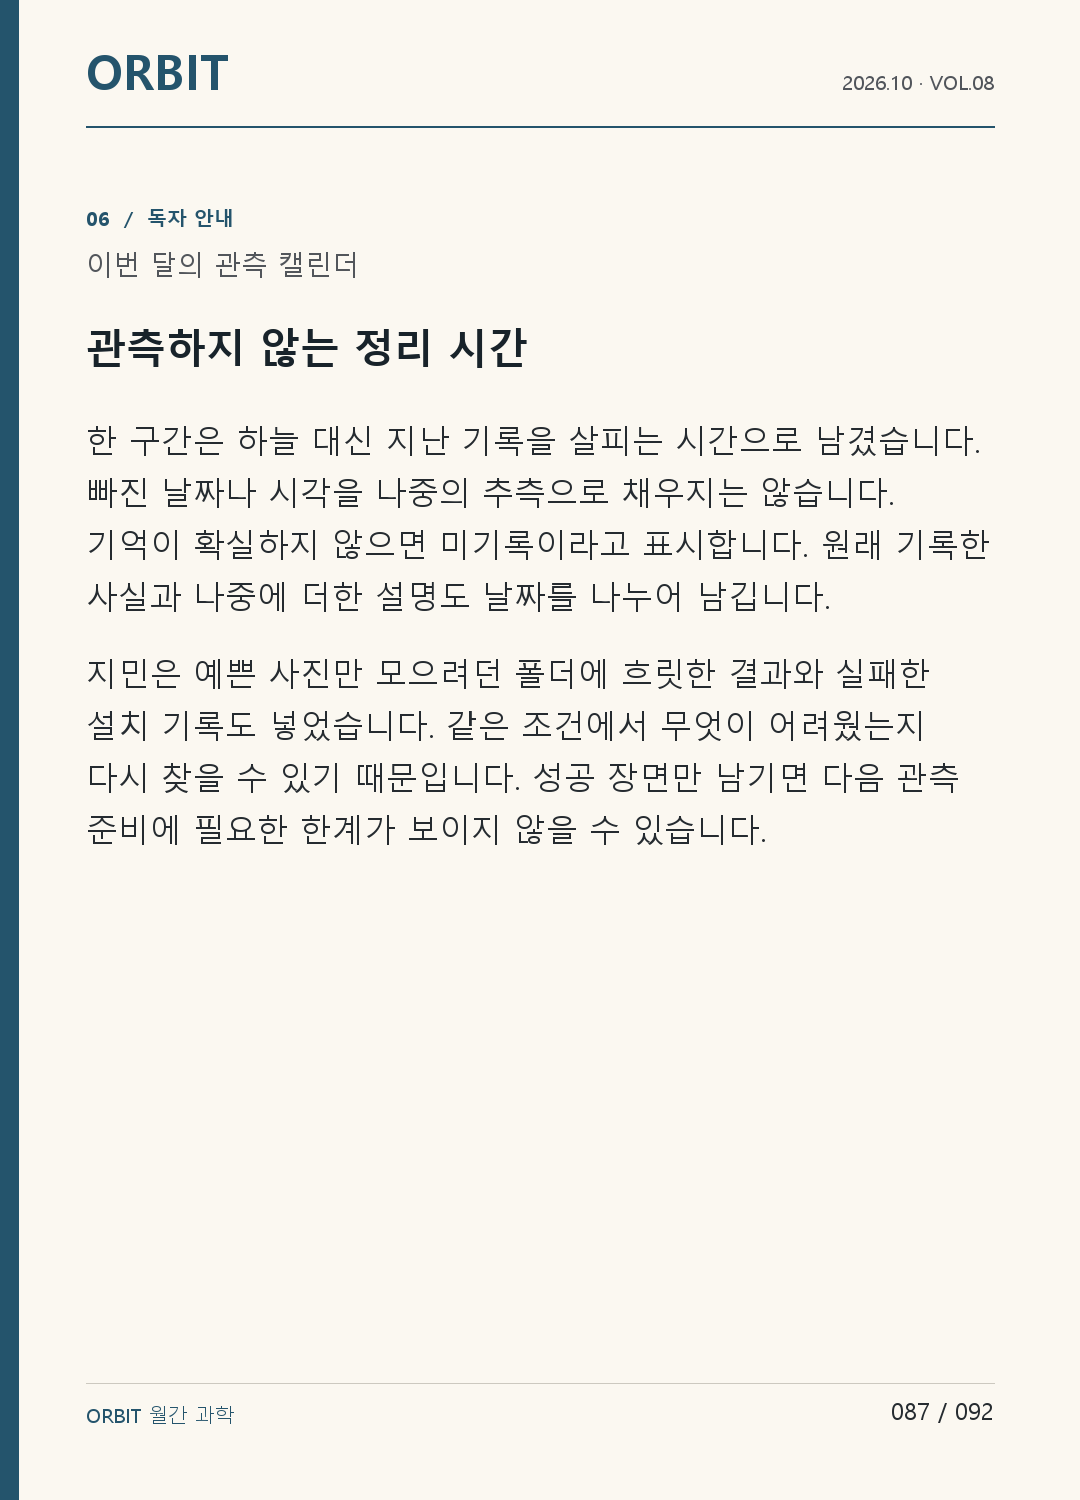 ORBIT
2026.10 · VOL.08
06 / 독자 안내
이번 달의 관측 캘린더
관측하지 않는 정리 시간
한 구간은 하늘 대신 지난 기록을 살피는 시간으로 남겼습니다.
빠진 날짜나 시각을 나중의 추측으로 채우지는 않습니다.
기억이 확실하지 않으면 미기록이라고 표시합니다. 원래 기록한
사실과 나중에 더한 설명도 날짜를 나누어 남깁니다.
지민은 예쁜 사진만 모으려던 폴더에 흐릿한 결과와 실패한
설치 기록도 넣었습니다. 같은 조건에서 무엇이 어려웠는지
다시 찾을 수 있기 때문입니다. 성공 장면만 남기면 다음 관측
준비에 필요한 한계가 보이지 않을 수 있습니다.
ORBIT 월간 과학
087 / 092